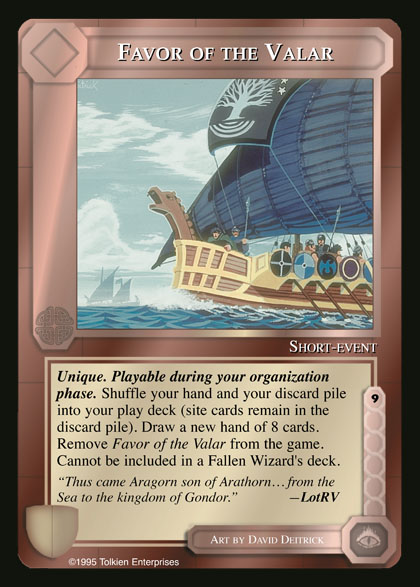 FAVOR OF THE VALAR
SHORT-EVENT
Unique. Playable during your organization
phase. Shuffle your hand and your discard pile
into your play deck (site cards remain in the
discard pile). Draw a new hand of 8 cards.
Remove Favor of the Valar from the game.
Cannot be included in a Fallen Wizard's deck.
“Thus came Aragorn son of Arathorn…from the
Sea to the kingdom of Gondor.” –LotRV
9
ART BY DAVID DEITRICK
©1995 Tolkien Enterprises